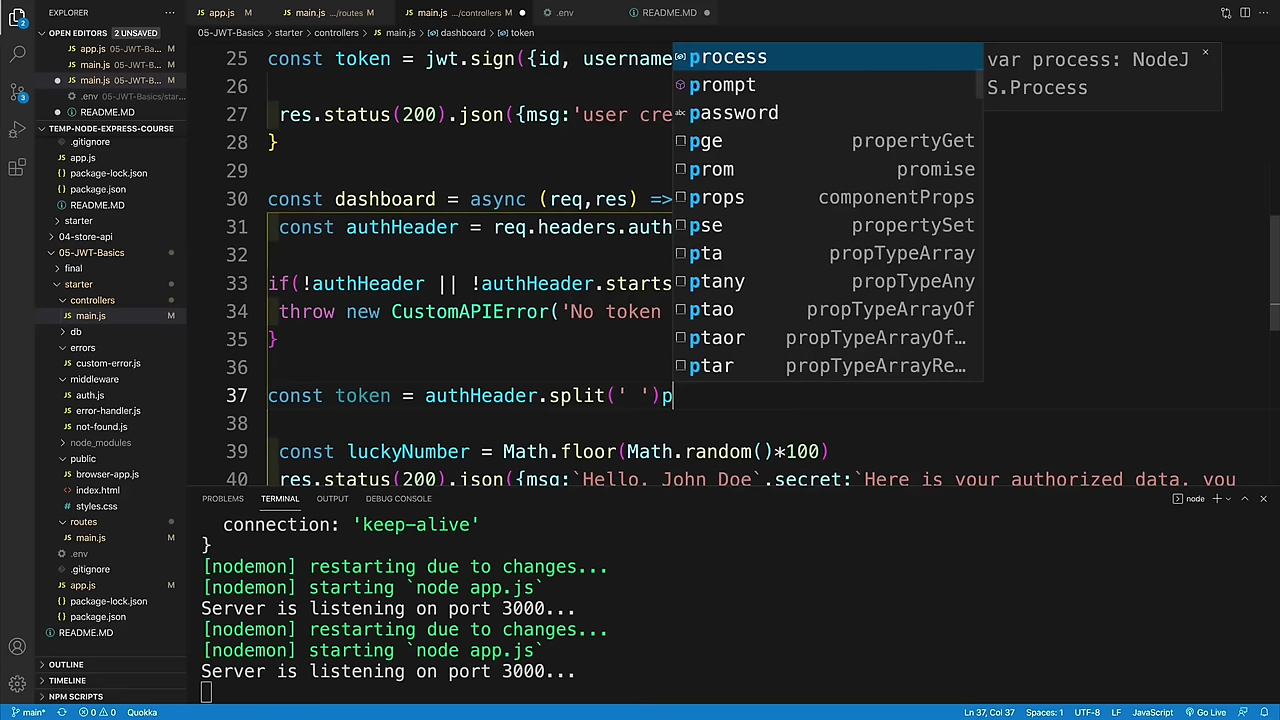 EXPLORER
OPEN EDITORS 2 UNSAVED
app.js 05-JWT-Ba... M
main.js 05-JWT-B... M
main.js 05-JWT-B... M
.env 05-JWT-Basics/star...
README.MD
TEMP-NODE-EXPRESS-COURSE
.gitignore
app.js
package-lock.json
package.json
README.MD
starter
04-store-api
05-JWT-Basics
final
starter
controllers
main.js M
db
errors
custom-error.js
middleware
auth.js
error-handler.js
not-found.js
node_modules
public
browser-app.js
index.html
styles.css
routes
main.js M
.env
.gitignore
app.js M
package-lock.json
package.json
README.MD
OUTLINE
TIMELINE
NPM SCRIPTS
app.js M
main.js .../routes M
main.js .../controllers
.env
README.MD
05-JWT-Basics > starter > controllers > main.js > dashboard > token
25 const token = jwt.sign({id, username
26
27 res.status(200).json({msg:'user cre
28 }
29
30 const dashboard = async (req,res) =>
31 const authHeader = req.headers.auth
32
33 if(!authHeader || !authHeader.starts
34 throw new CustomAPIError('No token
35 }
36
37 const token = authHeader.split(' ')p
38
39 const luckyNumber = Math.floor(Math.random()*100)
40 res.status(200).json({msg:`Hello, John Doe`,secret:`Here is your authorized data, you
process
prompt
abc password
pge propertyGet
prom promise
props componentProps
pse propertySet
pta propTypeArray
ptany propTypeAny
ptao propTypeArrayOf
ptaor propTypeArrayOf…
ptar propTypeArrayRe…
var process: NodeJ
S.Process
PROBLEMS TERMINAL OUTPUT DEBUG CONSOLE
node
connection: 'keep-alive'
}
[nodemon] restarting due to changes...
[nodemon] starting `node app.js`
Server is listening on port 3000...
[nodemon] restarting due to changes...
[nodemon] starting `node app.js`
Server is listening on port 3000...
main* 0 0 Quokka
Ln 37, Col 37 Spaces: 1 UTF-8 LF JavaScript Go Live
2
3